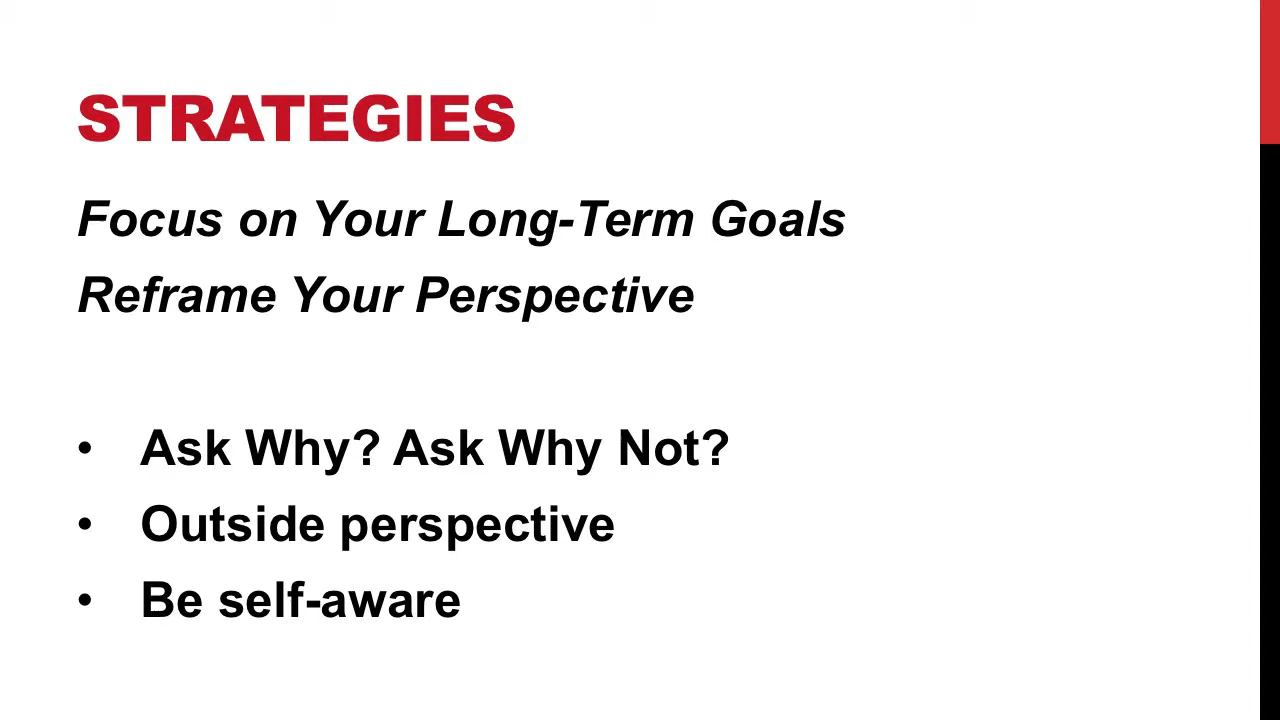 STRATEGIES
Focus on Your Long-Term Goals
Reframe Your Perspective
• Ask Why? Ask Why Not?
• Outside perspective
• Be self-aware